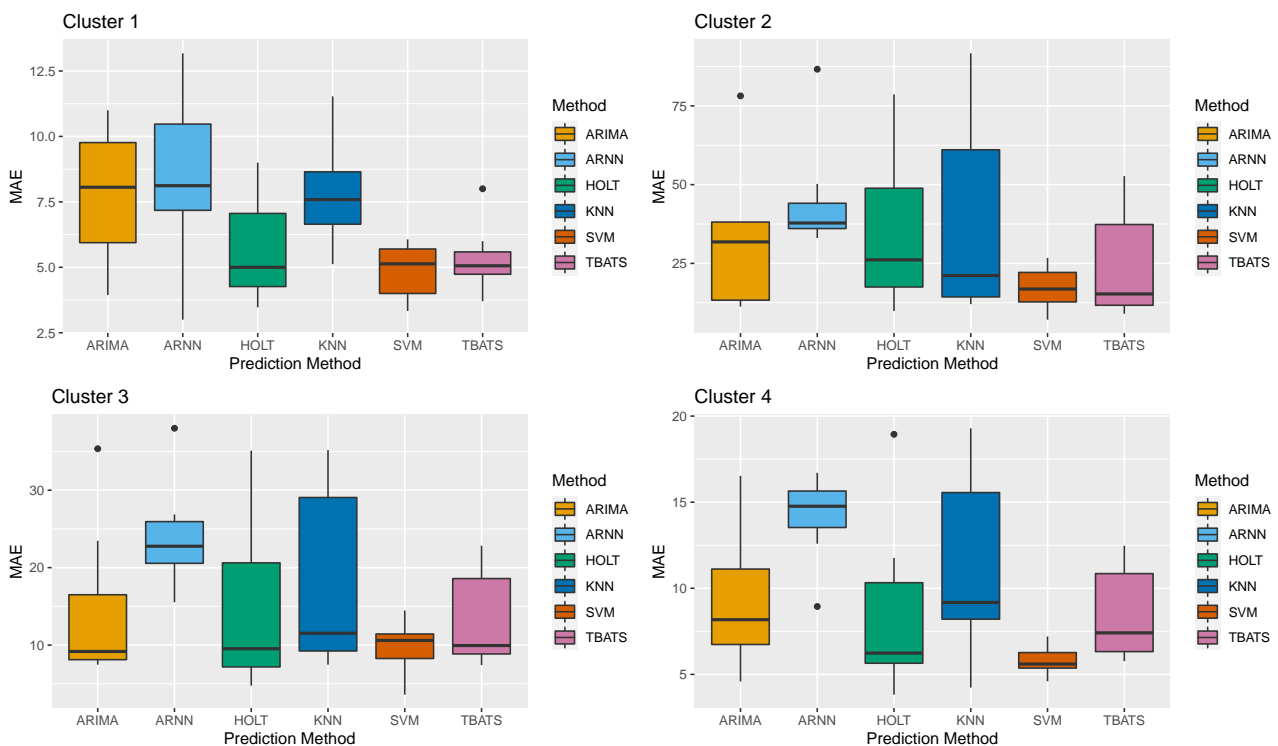 Cluster 1
MAE
12.5
10.0
7.5
5.0
2.5
ARIMA ARNN HOLT KNN SVM TBATS
Prediction Method
Method
ARIMA
ARNN
HOLT
KNN
SVM
TBATS
Cluster 2
MAE
75
50
25
ARIMA ARNN HOLT KNN SVM TBATS
Prediction Method
Method
ARIMA
ARNN
HOLT
KNN
SVM
TBATS
Cluster 3
MAE
30
20
10
ARIMA ARNN HOLT KNN SVM TBATS
Prediction Method
Method
ARIMA
ARNN
HOLT
KNN
SVM
TBATS
Cluster 4
MAE
20
15
10
5
ARIMA ARNN HOLT KNN SVM TBATS
Prediction Method
Method
ARIMA
ARNN
HOLT
KNN
SVM
TBATS